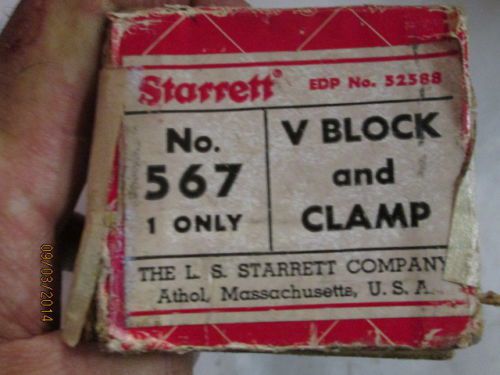 Starrett®
EDP No. 52588
No.
567
1 ONLY
V BLOCK
and
CLAMP
THE L. S. STARRETT COMPANY
Athol, Massachusetts, U. S. A.
09/03/2014